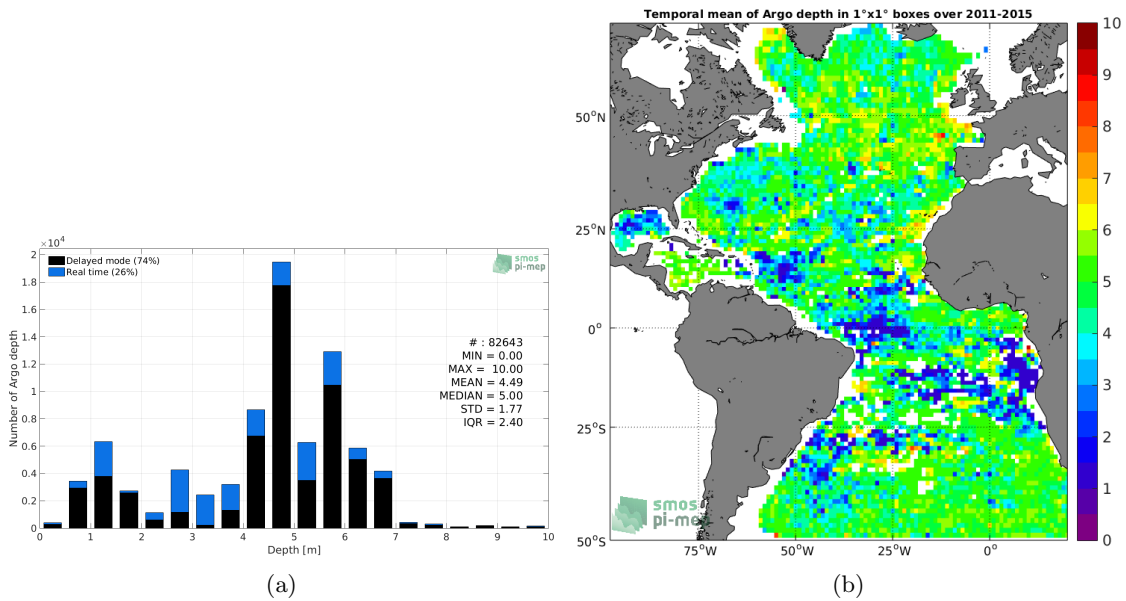 ×10⁴
2
1.8
1.6
1.4
1.2
1
0.8
0.6
0.4
0.2
0
Number of Argo depth
Delayed mode (74%)
Real time (26%)
smos
pi-mep
# : 82643
MIN = 0.00
MAX = 10.00
MEAN = 4.49
MEDIAN = 5.00
STD = 1.77
IQR = 2.40
0 1 2 3 4 5 6 7 8 9 10
Depth [m]
(a)
Temporal mean of Argo depth in 1°x1° boxes over 2011-2015
50°N
25°N
0°
25°S
50°S
75°W 50°W 25°W 0°
smos
pi-mep
10
9
8
7
6
5
4
3
2
1
0
(b)